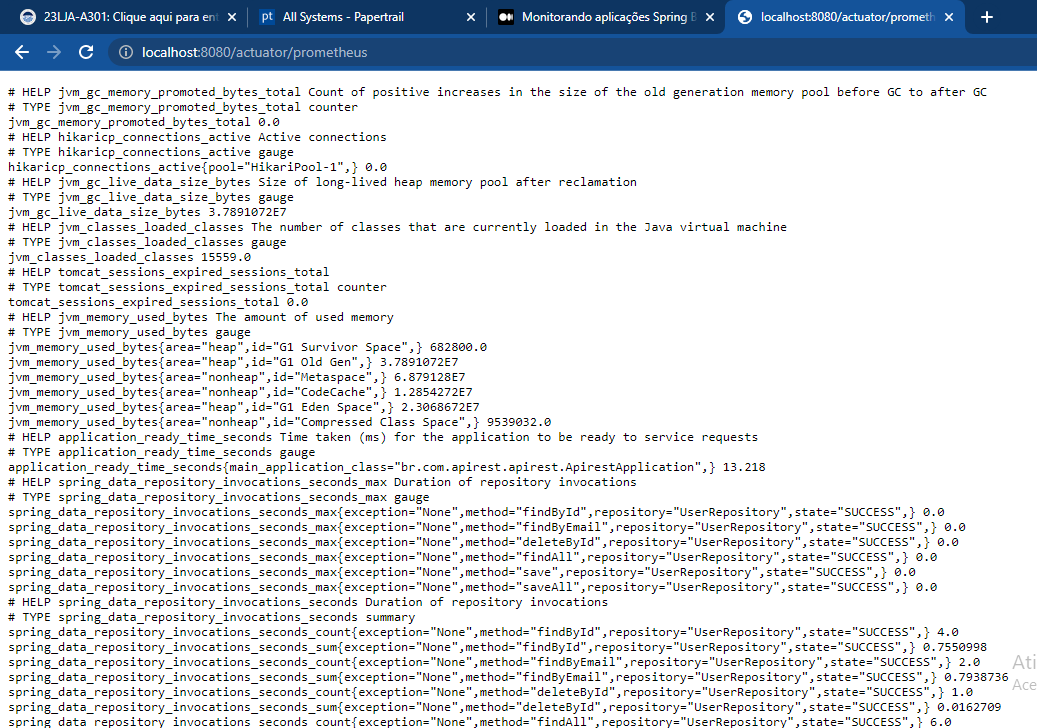 23LJA-A301: Clique aqui para ent
pt All Systems - Papertrail
Monitorando aplicações Spring B
localhost:8080/actuator/prometh
localhost:8080/actuator/prometheus
# HELP jvm_gc_memory_promoted_bytes_total Count of positive increases in the size of the old generation memory pool before GC to after GC
# TYPE jvm_gc_memory_promoted_bytes_total counter
jvm_gc_memory_promoted_bytes_total 0.0
# HELP hikaricp_connections_active Active connections
# TYPE hikaricp_connections_active gauge
hikaricp_connections_active{pool="HikariPool-1",} 0.0
# HELP jvm_gc_live_data_size_bytes Size of long-lived heap memory pool after reclamation
# TYPE jvm_gc_live_data_size_bytes gauge
jvm_gc_live_data_size_bytes 3.7891072E7
# HELP jvm_classes_loaded_classes The number of classes that are currently loaded in the Java virtual machine
# TYPE jvm_classes_loaded_classes gauge
jvm_classes_loaded_classes 15559.0
# HELP tomcat_sessions_expired_sessions_total
# TYPE tomcat_sessions_expired_sessions_total counter
tomcat_sessions_expired_sessions_total 0.0
# HELP jvm_memory_used_bytes The amount of used memory
# TYPE jvm_memory_used_bytes gauge
jvm_memory_used_bytes{area="heap",id="G1 Survivor Space",} 682800.0
jvm_memory_used_bytes{area="heap",id="G1 Old Gen",} 3.7891072E7
jvm_memory_used_bytes{area="nonheap",id="Metaspace",} 6.879128E7
jvm_memory_used_bytes{area="nonheap",id="CodeCache",} 1.2854272E7
jvm_memory_used_bytes{area="heap",id="G1 Eden Space",} 2.3068672E7
jvm_memory_used_bytes{area="nonheap",id="Compressed Class Space",} 9539032.0
# HELP application_ready_time_seconds Time taken (ms) for the application to be ready to service requests
# TYPE application_ready_time_seconds gauge
application_ready_time_seconds{main_application_class="br.com.apirest.apirest.ApirestApplication",} 13.218
# HELP spring_data_repository_invocations_seconds_max Duration of repository invocations
# TYPE spring_data_repository_invocations_seconds_max gauge
spring_data_repository_invocations_seconds_max{exception="None",method="findById",repository="UserRepository",state="SUCCESS",} 0.0
spring_data_repository_invocations_seconds_max{exception="None",method="findByEmail",repository="UserRepository",state="SUCCESS",} 0.0
spring_data_repository_invocations_seconds_max{exception="None",method="deleteById",repository="UserRepository",state="SUCCESS",} 0.0
spring_data_repository_invocations_seconds_max{exception="None",method="findAll",repository="UserRepository",state="SUCCESS",} 0.0
spring_data_repository_invocations_seconds_max{exception="None",method="save",repository="UserRepository",state="SUCCESS",} 0.0
spring_data_repository_invocations_seconds_max{exception="None",method="saveAll",repository="UserRepository",state="SUCCESS",} 0.0
# HELP spring_data_repository_invocations_seconds Duration of repository invocations
# TYPE spring_data_repository_invocations_seconds summary
spring_data_repository_invocations_seconds_count{exception="None",method="findById",repository="UserRepository",state="SUCCESS",} 4.0
spring_data_repository_invocations_seconds_sum{exception="None",method="findById",repository="UserRepository",state="SUCCESS",} 0.7550998
spring_data_repository_invocations_seconds_count{exception="None",method="findByEmail",repository="UserRepository",state="SUCCESS",} 2.0
spring_data_repository_invocations_seconds_sum{exception="None",method="findByEmail",repository="UserRepository",state="SUCCESS",} 0.7938736
spring_data_repository_invocations_seconds_count{exception="None",method="deleteById",repository="UserRepository",state="SUCCESS",} 1.0
spring_data_repository_invocations_seconds_sum{exception="None",method="deleteById",repository="UserRepository",state="SUCCESS",} 0.0162709
spring_data_repository_invocations_seconds_count{exception="None",method="findAll",repository="UserRepository",state="SUCCESS",} 6.0
Ati
Ace